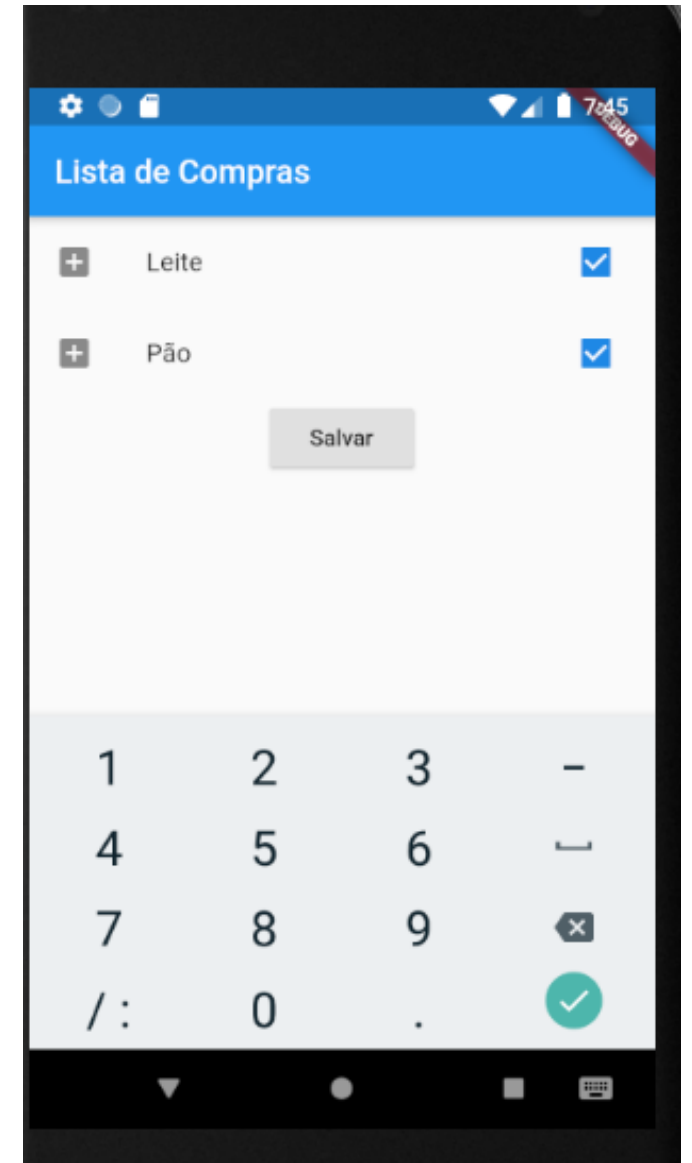 7:45
DEBUG
Lista de Compras
Leite
Pão
Salvar
1 2 3 -
4 5 6
7 8 9
/ : 0 .